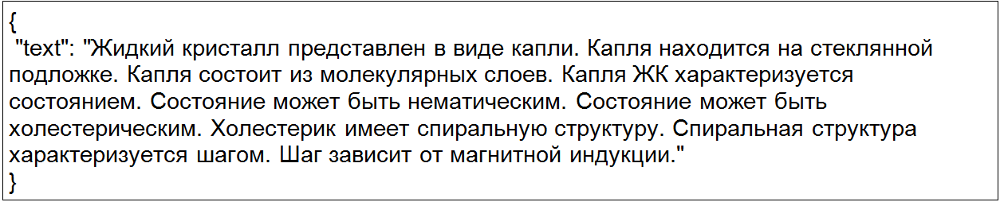 {
"text": "Жидкий кристалл представлен в виде капли. Капля находится на стеклянной
подложке. Капля состоит из молекулярных слоев. Капля ЖК характеризуется
состоянием. Состояние может быть нематическим. Состояние может быть
холестерическим. Холестерик имеет спиральную структуру. Спиральная структура
характеризуется шагом. Шаг зависит от магнитной индукции."
}